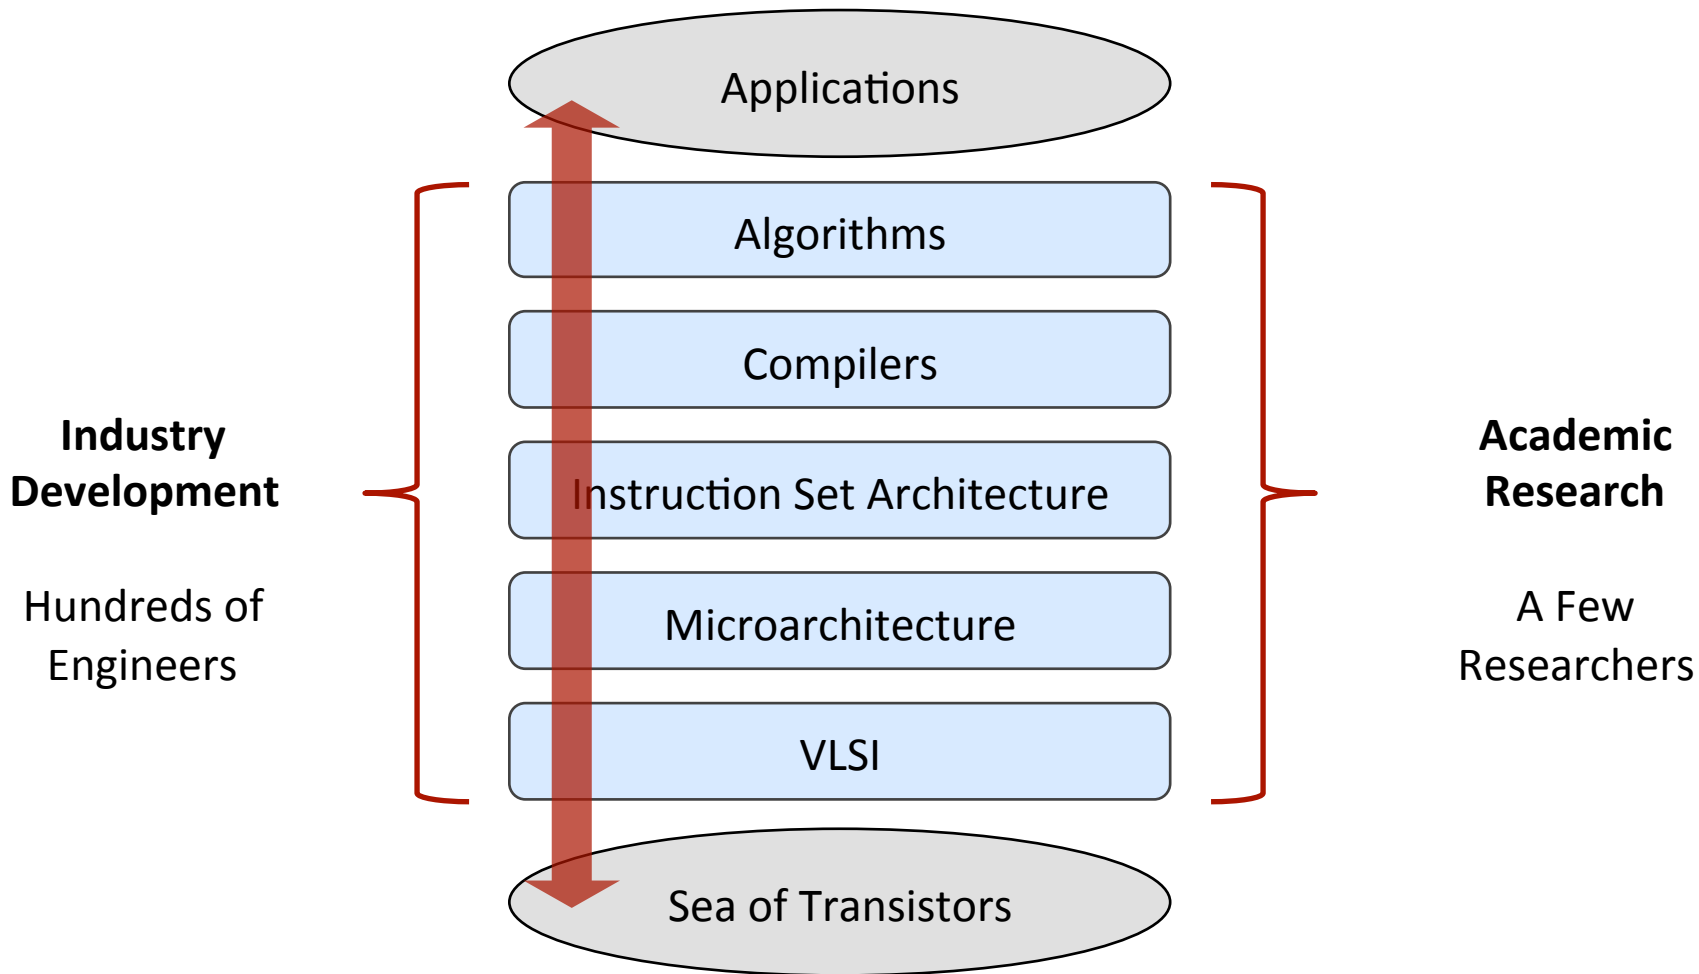 Applications
Algorithms
Compilers
Instruction Set Architecture
Microarchitecture
VLSI
Sea of Transistors
Industry
Development
Hundreds of
Engineers
Academic
Research
A Few
Researchers